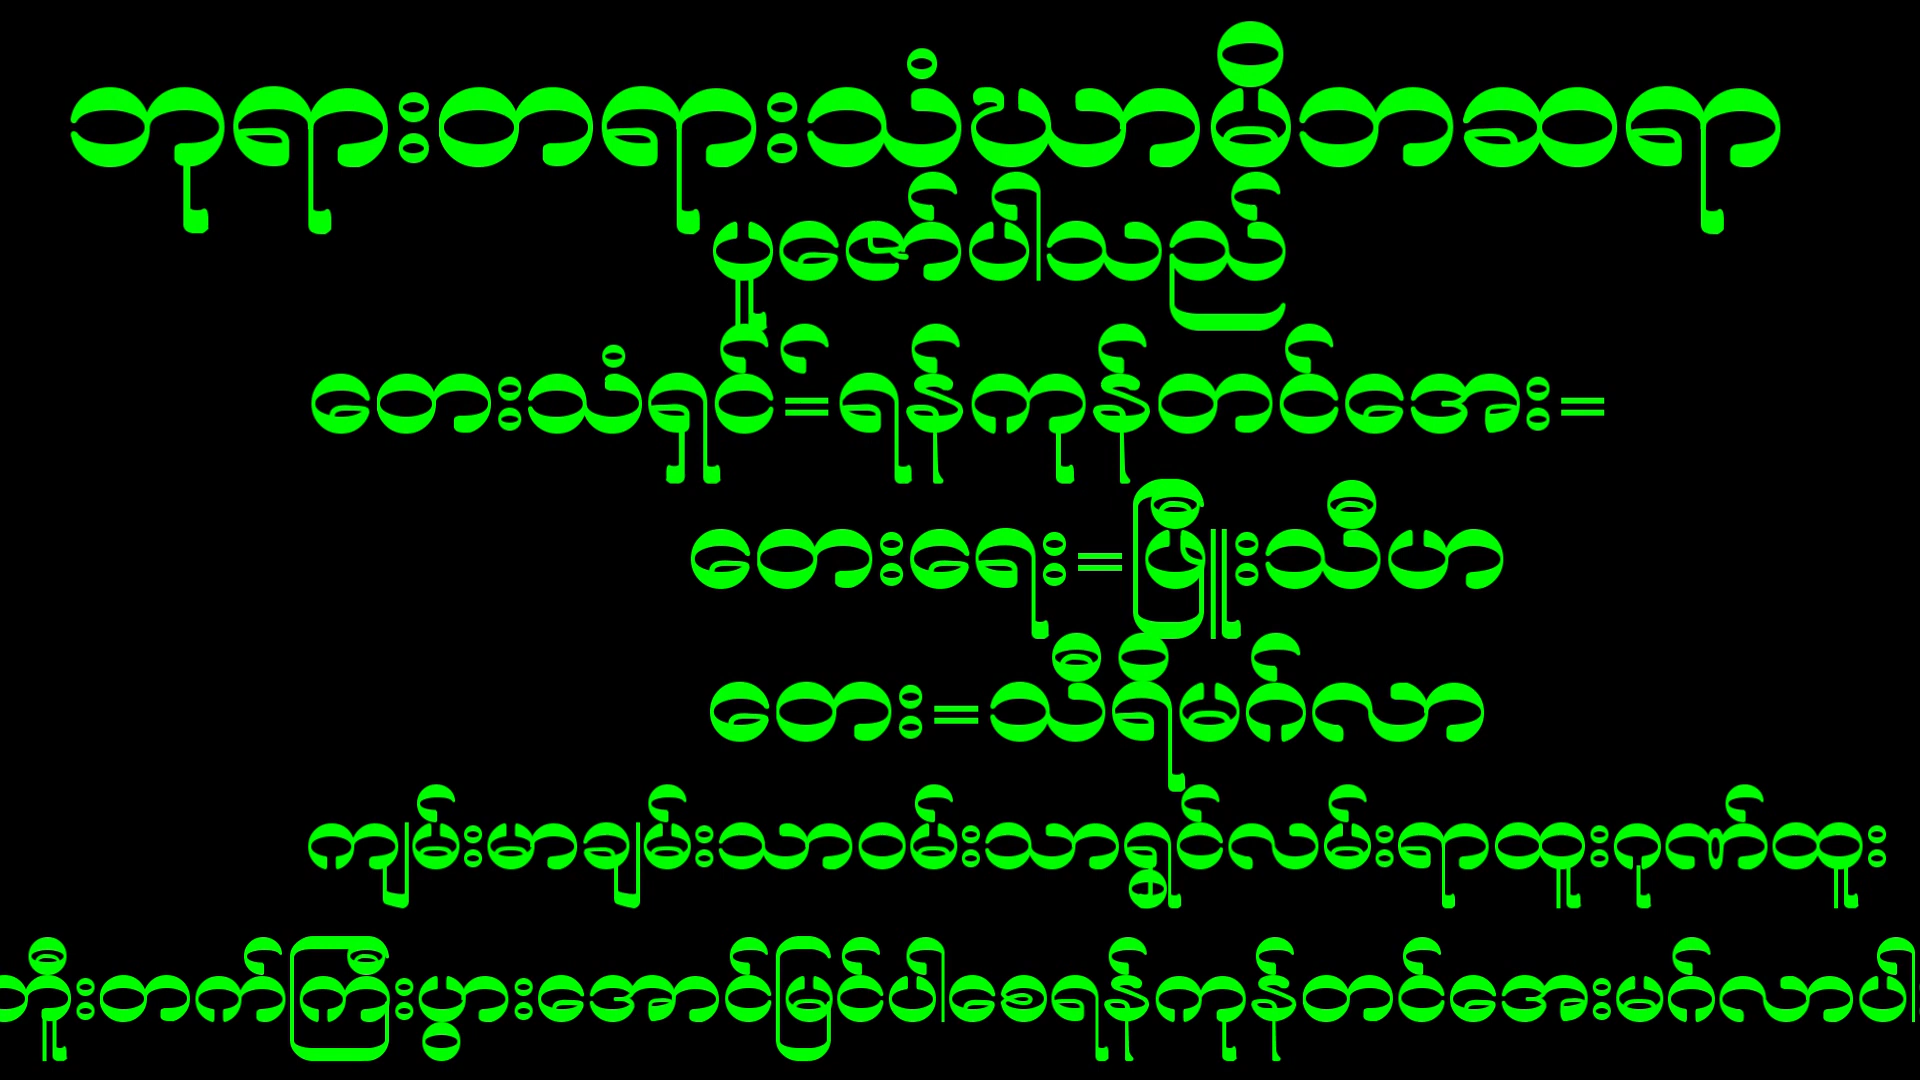 ဘုရားတရားသံဃာမိဘဆရာ
ပူဇော်ပါသည်
တေးသံရှင််=ရန်ကုန်တင်အေး=
တေးရေး=ဖြီူးသီဟ
တေး=သီရိမဂ်လာ
ကျမ်းမာချမ်းသာဝမ်းသာရွှင်လမ်းရာထူးဂုဏ်ထူး
တီူးတက်ကြီးပွားအောင်မြင်ပါစေရန်ကုန်တင်အေးမဂ်လာပါ